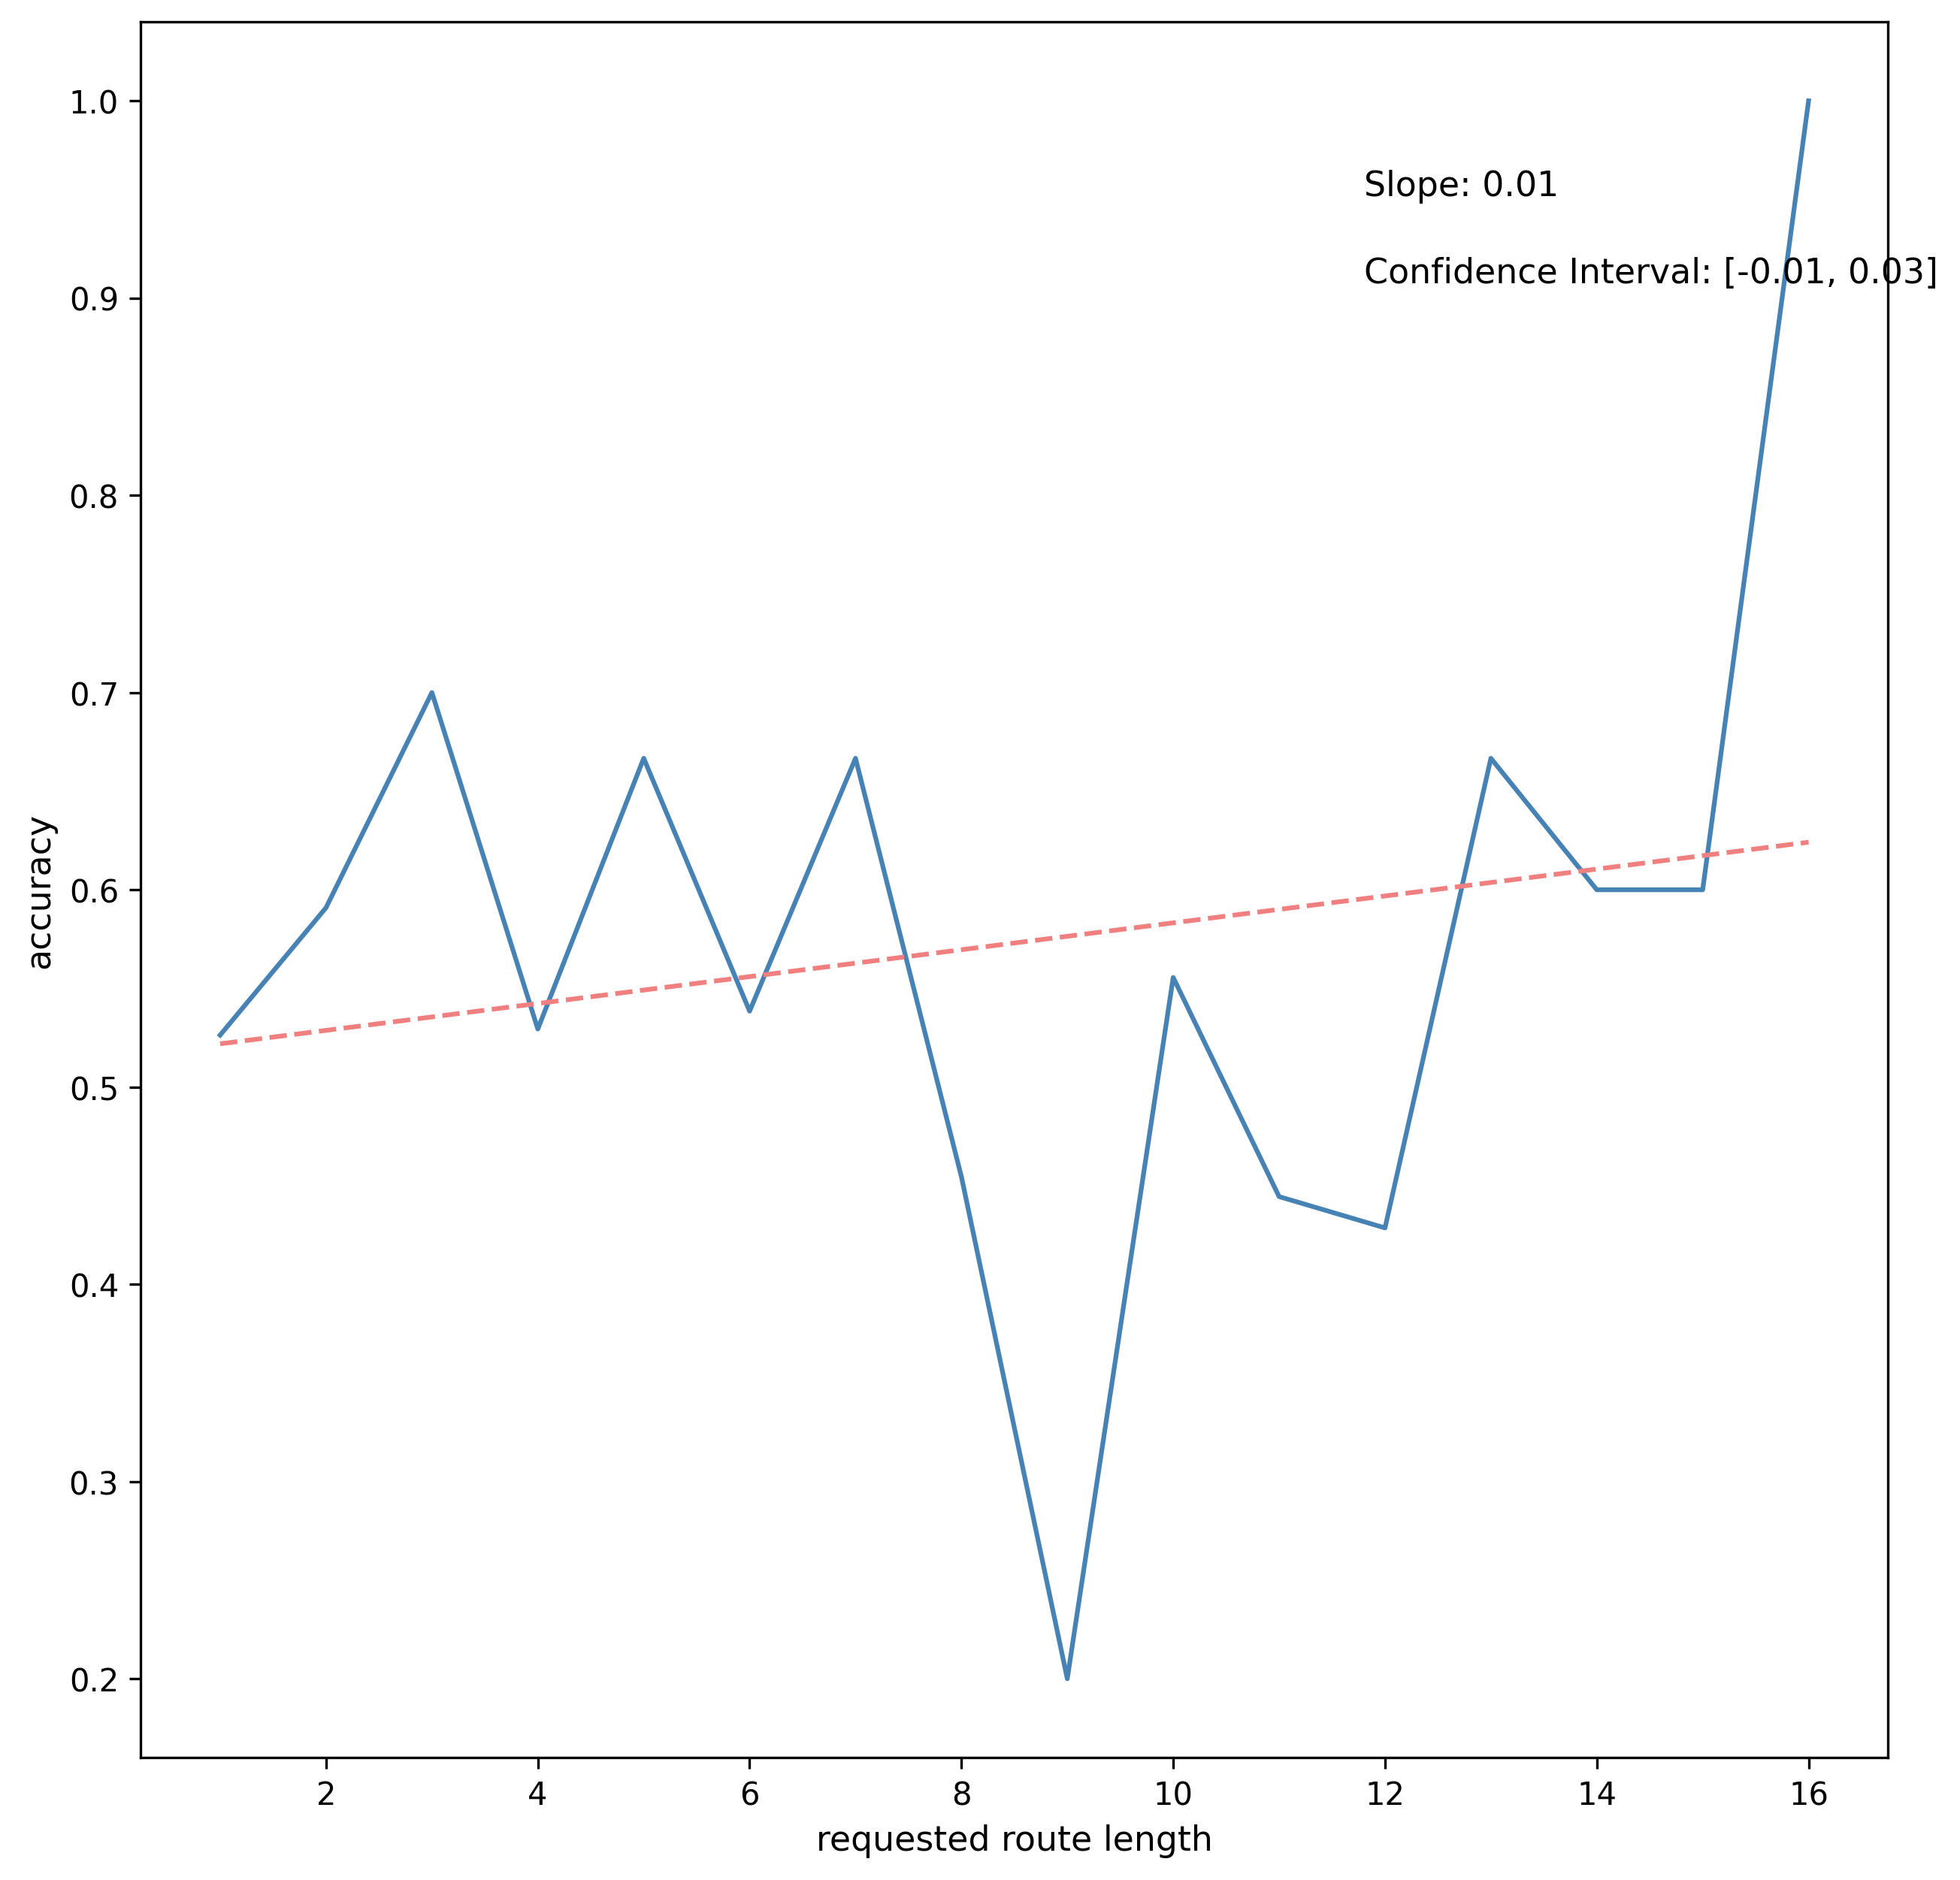 1.0
0.9
0.8
0.7
0.6
0.5
0.4
0.3
0.2
accuracy
Slope: 0.01
Confidence Interval: [-0.01, 0.03]
2 4 6 8 10 12 14 16
requested route length